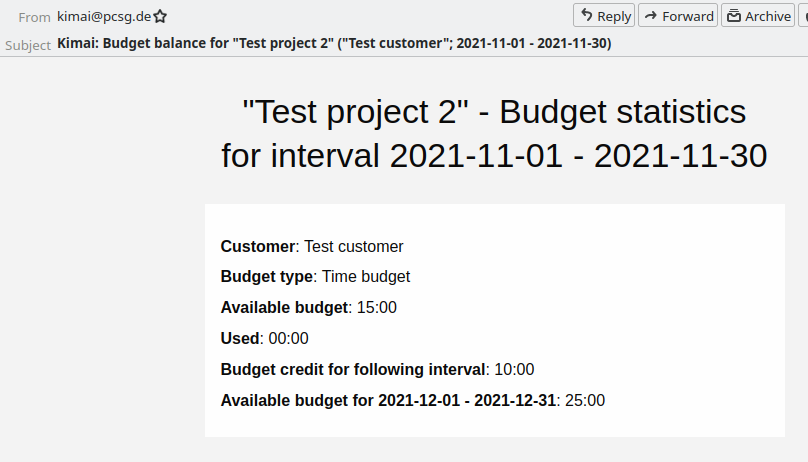 From kimai@pcsg.de Reply Forward Archive
Subject Kimai: Budget balance for "Test project 2" ("Test customer"; 2021-11-01 - 2021-11-30)
"Test project 2" - Budget statistics
for interval 2021-11-01 - 2021-11-30
Customer: Test customer
Budget type: Time budget
Available budget: 15:00
Used: 00:00
Budget credit for following interval: 10:00
Available budget for 2021-12-01 - 2021-12-31: 25:00